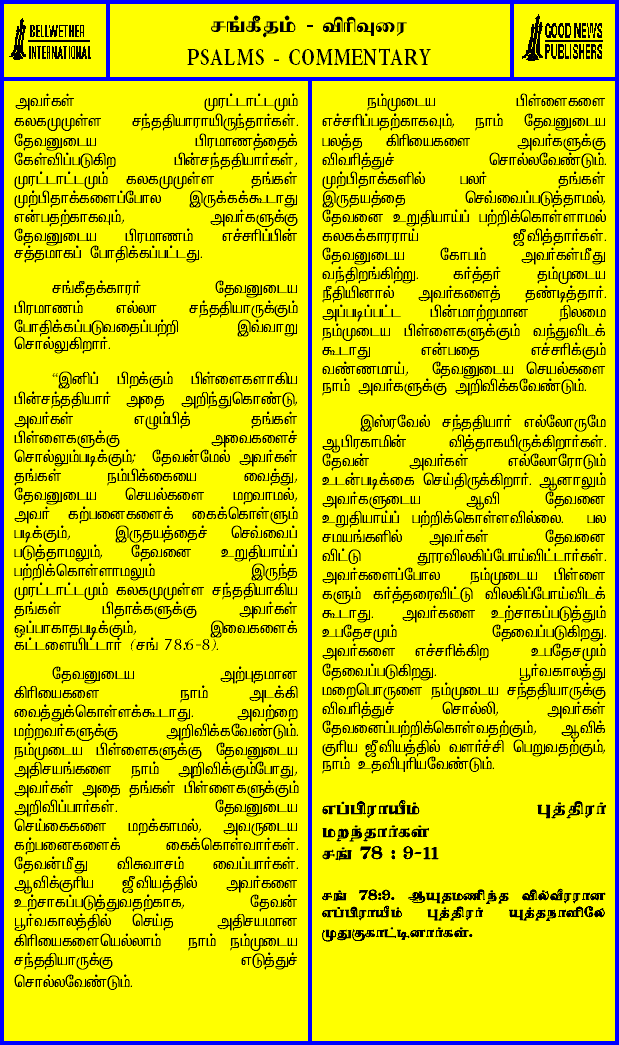 BELLWETHER
INTERNATIONAL
சங்கீதம் - விரிவுரை
PSALMS - COMMENTARY
GOOD NEWS
PUBLISHERS
அவர்கள் முரட்டாட்டமும்
கலகமுமுள்ள சந்ததியாராயிருந்தார்கள்.
தேவனுடைய பிரமாணத்தைக்
கேள்விப்படுகிற பின்சந்ததியார்கள்,
முரட்டாட்டமும் கலகமுமுள்ள தங்கள்
முற்பிதாக்களைப்போல இருக்கக்கூடாது
என்பதற்காகவும், அவர்களுக்கு
தேவனுடைய பிரமாணம் எச்சரிப்பின்
சத்தமாகப் போதிக்கப்பட்டது.
சங்கீதக்காரர் தேவனுடைய
பிரமாணம் எல்லா சந்ததியாருக்கும்
போதிக்கப்படுவதைப்பற்றி இவ்வாறு
சொல்லுகிறார்.
“இனிப் பிறக்கும் பிள்ளைகளாகிய
பின்சந்ததியார் அதை அறிந்துகொண்டு,
அவர்கள் எழும்பித் தங்கள்
பிள்ளைகளுக்கு அவைகளைச்
சொல்லும்படிக்கும்; தேவன்மேல் அவர்கள்
தங்கள் நம்பிக்கையை வைத்து,
தேவனுடைய செயல்களை மறவாமல்,
அவர் கற்பனைகளைக் கைக்கொள்ளும்
படிக்கும், இருதயத்தைச் செவ்வைப்
படுத்தாமலும், தேவனை உறுதியாய்ப்
பற்றிக்கொள்ளாமலும் இருந்த
முரட்டாட்டமும் கலகமுமுள்ள சந்ததியாகிய
தங்கள் பிதாக்களுக்கு அவர்கள்
ஒப்பாகாதபடிக்கும், இவைகளைக்
கட்டளையிட்டார் (சங் 78:6-8).
தேவனுடைய அற்புதமான
கிரியைகளை நாம் அடக்கி
வைத்துக்கொள்ளக்கூடாது. அவற்றை
மற்றவர்களுக்கு அறிவிக்கவேண்டும்.
நம்முடைய பிள்ளைகளுக்கு தேவனுடைய
அதிசயங்களை நாம் அறிவிக்கும்போது,
அவர்கள் அதை தங்கள் பிள்ளைகளுக்கும்
அறிவிப்பார்கள். தேவனுடைய
செய்கைகளை மறக்காமல், அவருடைய
கற்பனைகளைக் கைக்கொள்வார்கள்.
தேவன்மீது விசுவாசம் வைப்பார்கள்.
ஆவிக்குரிய ஜீவியத்தில் அவர்களை
உற்சாகப்படுத்துவதற்காக, தேவன்
பூர்வகாலத்தில் செய்த அதிசயமான
கிரியைகளையெல்லாம் நாம் நம்முடைய
சந்ததியாருக்கு எடுத்துச்
சொல்லவேண்டும்.
நம்முடைய பிள்ளைகளை
எச்சரிப்பதற்காகவும், நாம் தேவனுடைய
பலத்த கிரியைகளை அவர்களுக்கு
விவரித்துச் சொல்லவேண்டும்.
முற்பிதாக்களில் பலர் தங்கள்
இருதயத்தை செவ்வைப்படுத்தாமல்,
தேவனை உறுதியாய்ப் பற்றிக்கொள்ளாமல்
கலகக்காரராய் ஜீவித்தார்கள்.
தேவனுடைய கோபம் அவர்கள்மீது
வந்திறங்கிற்று. கர்த்தர் தம்முடைய
நீதியினால் அவர்களைத் தண்டித்தார்.
அப்படிப்பட்ட பின்மாற்றமான நிலமை
நம்முடைய பிள்ளைகளுக்கும் வந்துவிடக்
கூடாது என்பதை எச்சரிக்கும்
வண்ணமாய், தேவனுடைய செயல்களை
நாம் அவர்களுக்கு அறிவிக்கவேண்டும்.
இஸ்ரவேல் சந்ததியார் எல்லோருமே
ஆபிரகாமின் வித்தாகயிருக்கிறார்கள்.
தேவன் அவர்கள் எல்லோரோடும்
உடன்படிக்கை செய்திருக்கிறார். ஆனாலும்
அவர்களுடைய ஆவி தேவனை
உறுதியாய்ப் பற்றிக்கொள்ளவில்லை. பல
சமயங்களில் அவர்கள் தேவனை
விட்டு தூரவிலகிப்போய்விட்டார்கள்.
அவர்களைப்போல நம்முடைய பிள்ளை
களும் கர்த்தரைவிட்டு விலகிப்போய்விடக்
கூடாது. அவர்களை உற்சாகப்படுத்தும்
உபதேசமும் தேவைப்படுகிறது.
அவர்களை எச்சரிக்கிற உபதேசமும்
தேவைப்படுகிறது. பூர்வகாலத்து
மறைபொருளை நம்முடைய சந்ததியாருக்கு
விவரித்துச் சொல்லி, அவர்கள்
தேவனைப்பற்றிக்கொள்வதற்கும், ஆவிக்
குரிய ஜீவியத்தில் வளர்ச்சி பெறுவதற்கும்,
நாம் உதவிபுரியவேண்டும்.
எப்பிராயீம் புத்திரர்
மறந்தார்கள்
சங் 78 : 9-11
சங் 78:9. ஆயுதமணிந்த வில்வீரரான
எப்பிராயீம் புத்திரர் யுத்தநாளிலே
முதுகுகாட்டினார்கள்.